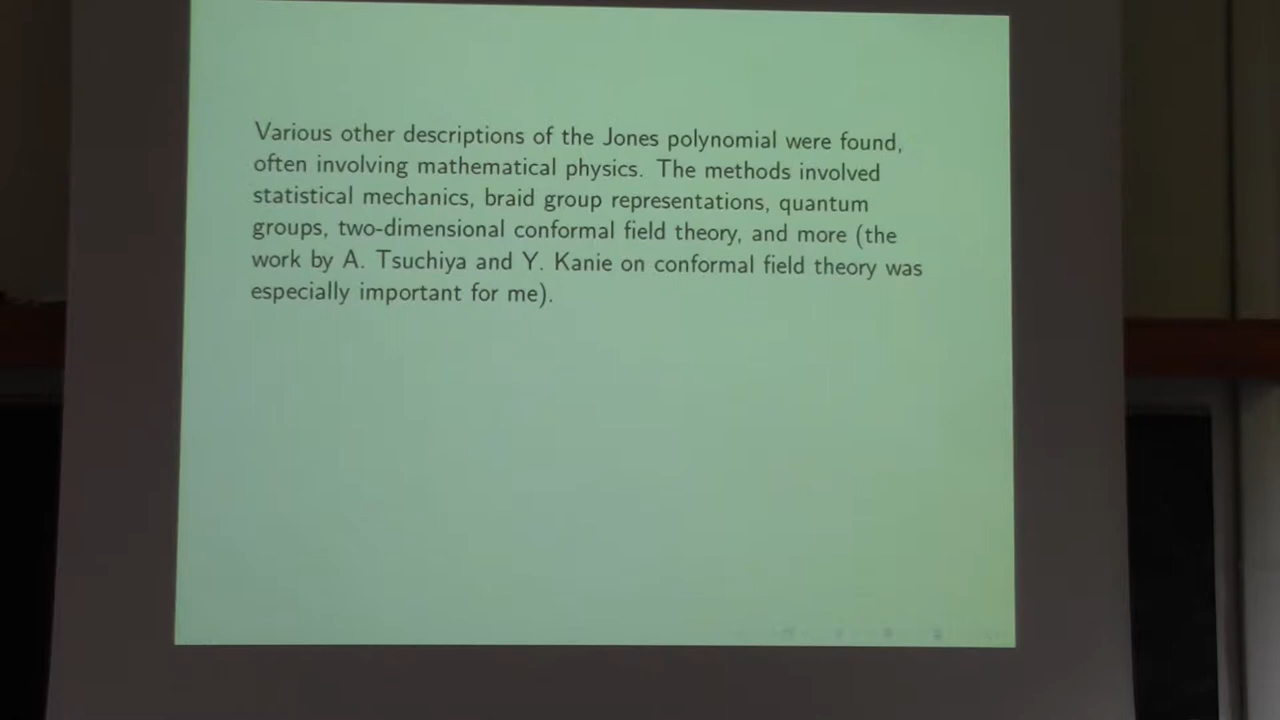 Various other descriptions of the Jones polynomial were found,
often involving mathematical physics. The methods involved
statistical mechanics, braid group representations, quantum
groups, two-dimensional conformal field theory, and more (the
work by A. Tsuchiya and Y. Kanie on conformal field theory was
especially important for me).